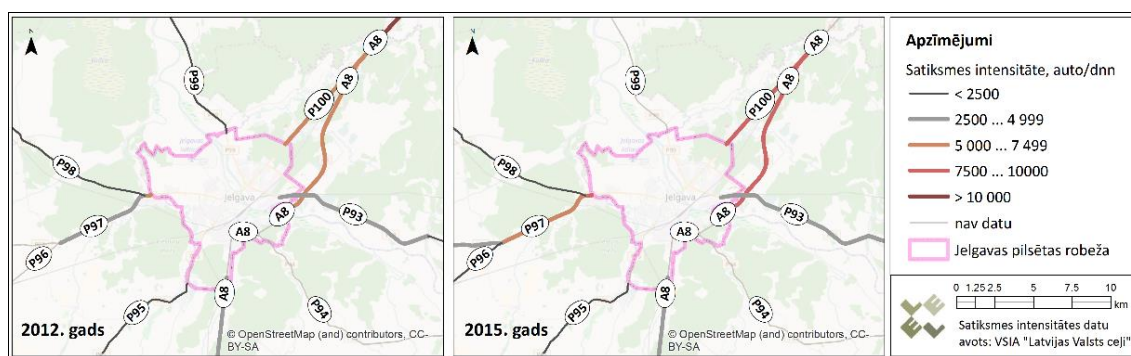 A8
P99
A8
P100
P98
Jelgava
P97
A8
P93
A8
P96
P95
A8
P94
2012. gads
© OpenStreetMap (and) contributors, CC-
BY-SA
A8
P99
A8
P100
P98
Jelgava
P97
A8
P93
A8
P96
P95
A8
P94
2015. gads
© OpenStreetMap (and) contributors, CC-
BY-SA
Apzīmējumi
Satiksmes intensitāte, auto/dnn
< 2500
2500 ... 4 999
5 000 ... 7 499
7500 ... 10000
> 10 000
nav datu
Jelgavas pilsētas robeža
0 1.25 2.5 5 7.5 10
km
Satiksmes intensitātes datu
avots: VSIA "Latvijas Valsts ceļi"